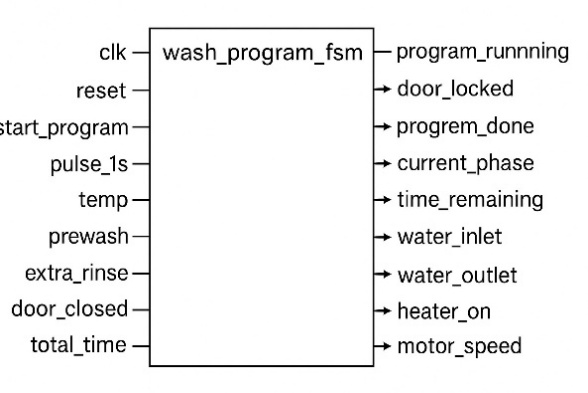 clk wash_program_fsm program_runnning
reset door_locked
start_program progrem_done
pulse_1s current_phase
temp time_remaining
prewash water_inlet
extra_rinse water_outlet
door_closed heater_on
total_time motor_speed